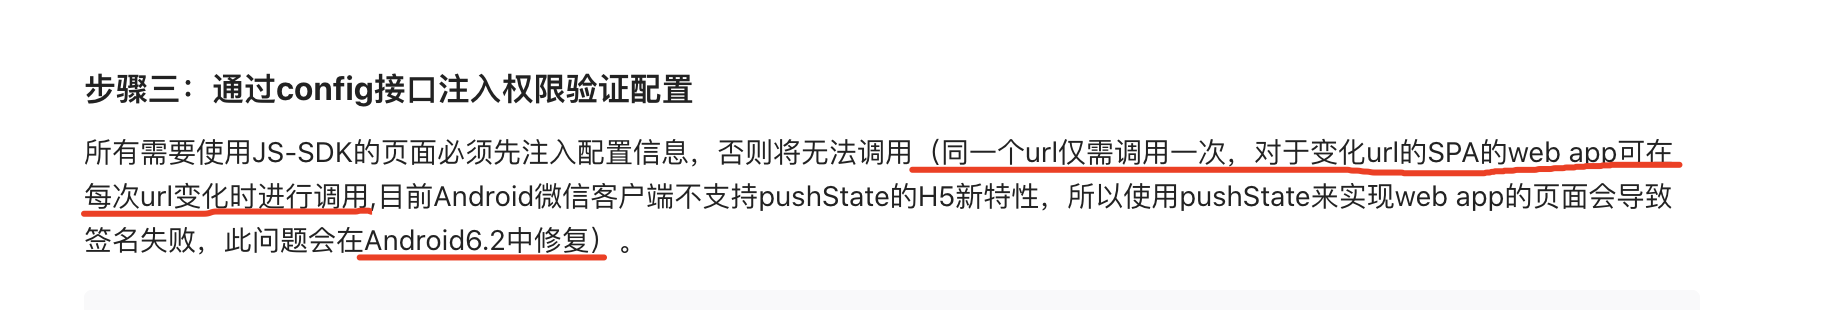 步骤三：通过config接口注入权限验证配置
所有需要使用JS-SDK的页面必须先注入配置信息，否则将无法调用（同一个url仅需调用一次，对于变化url的SPA的web app可在
每次url变化时进行调用,目前Android微信客户端不支持pushState的H5新特性，所以使用pushState来实现web app的页面会导致
签名失败，此问题会在Android6.2中修复）。